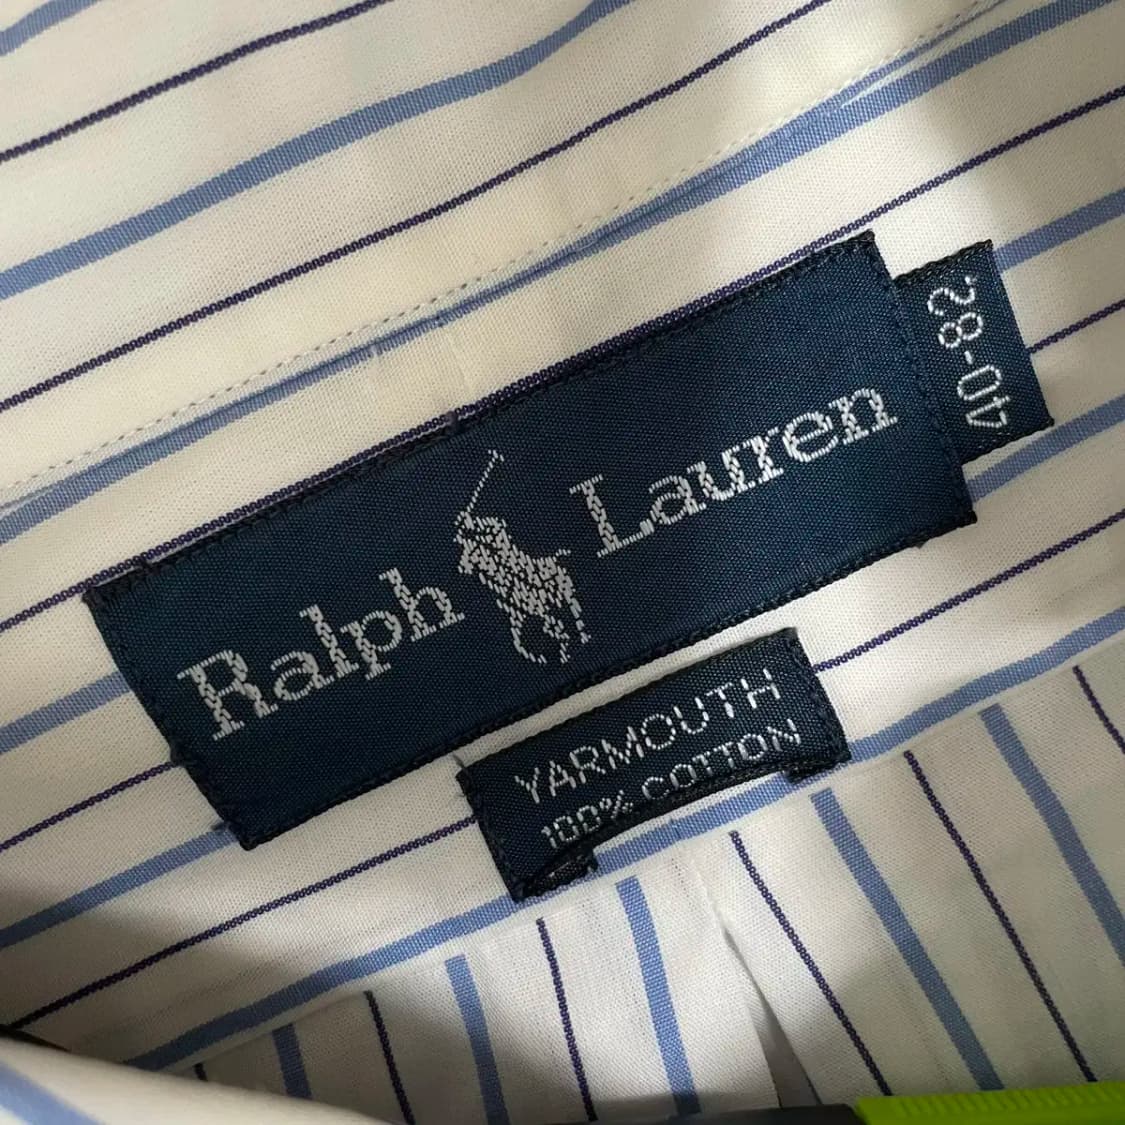 Ralph Lauren
40-82
YARMOUTH
100% COTTON